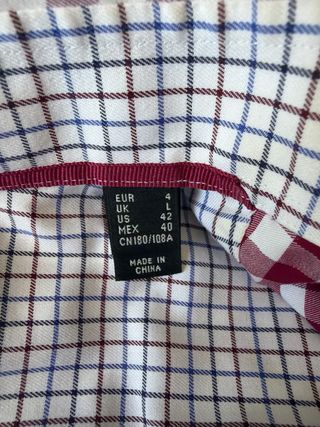 EUR 4
UK L
US 42
MEX 40
CN180/108A
MADE IN
CHINA